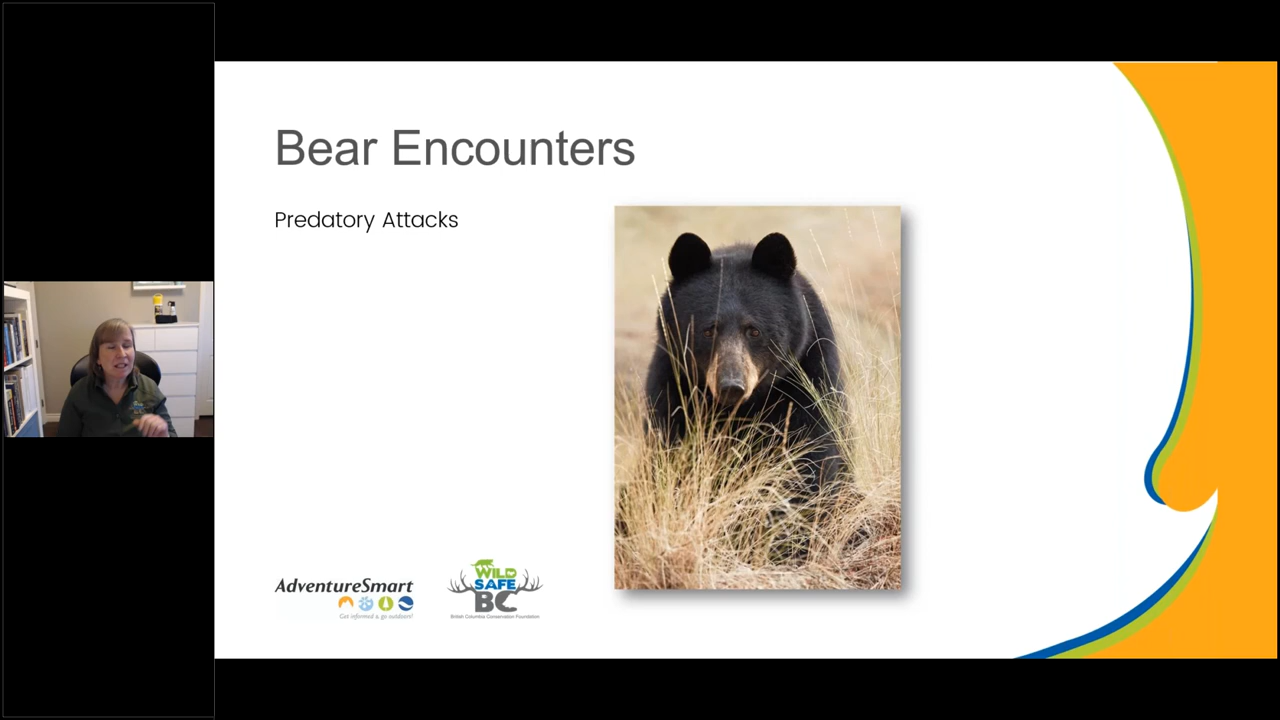 Bear Encounters
Predatory Attacks
AdventureSmart
Get informed & go outdoors!
WILD
SAFE
BC
British Columbia Conservation Foundation